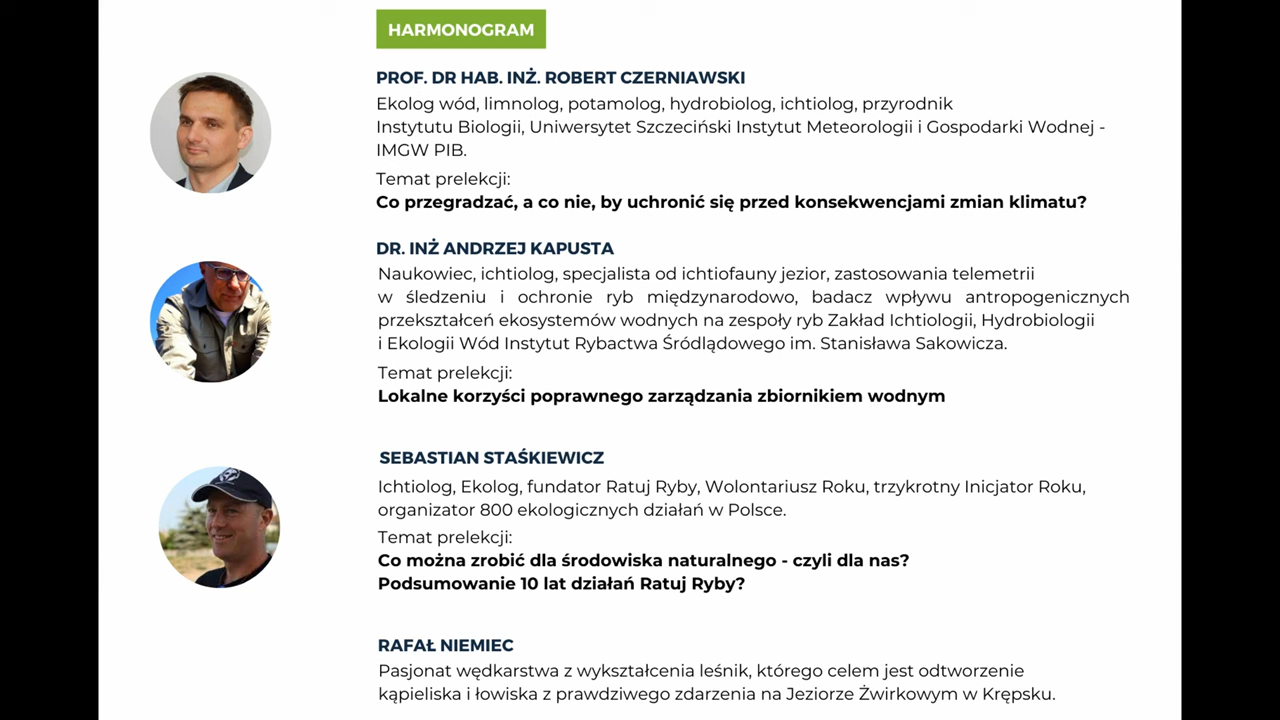 HARMONOGRAM
PROF. DR HAB. INŻ. ROBERT CZERNIAWSKI
Ekolog wód, limnolog, potamolog, hydrobiolog, ichtiolog, przyrodnik
Instytutu Biologii, Uniwersytet Szczeciński Instytut Meteorologii i Gospodarki Wodnej -
IMGW PIB.
Temat prelekcji:
Co przegradzać, a co nie, by uchronić się przed konsekwencjami zmian klimatu?
DR. INŻ ANDRZEJ KAPUSTA
Naukowiec, ichtiolog, specjalista od ichtiofauny jezior, zastosowania telemetrii
w śledzeniu i ochronie ryb międzynarodowo, badacz wpływu antropogenicznych
przekształceń ekosystemów wodnych na zespoły ryb Zakład Ichtiologii, Hydrobiologii
i Ekologii Wód Instytut Rybactwa Śródlądowego im. Stanisława Sakowicza.
Temat prelekcji:
Lokalne korzyści poprawnego zarządzania zbiornikiem wodnym
SEBASTIAN STAŚKIEWICZ
Ichtiolog, Ekolog, fundator Ratuj Ryby, Wolontariusz Roku, trzykrotny Inicjator Roku,
organizator 800 ekologicznych działań w Polsce.
Temat prelekcji:
Co można zrobić dla środowiska naturalnego - czyli dla nas?
Podsumowanie 10 lat działań Ratuj Ryby?
RAFAŁ NIEMIEC
Pasjonat wędkarstwa z wykształcenia leśnik, którego celem jest odtworzenie
kąpieliska i łowiska z prawdziwego zdarzenia na Jeziorze Żwirkowym w Krępsku.